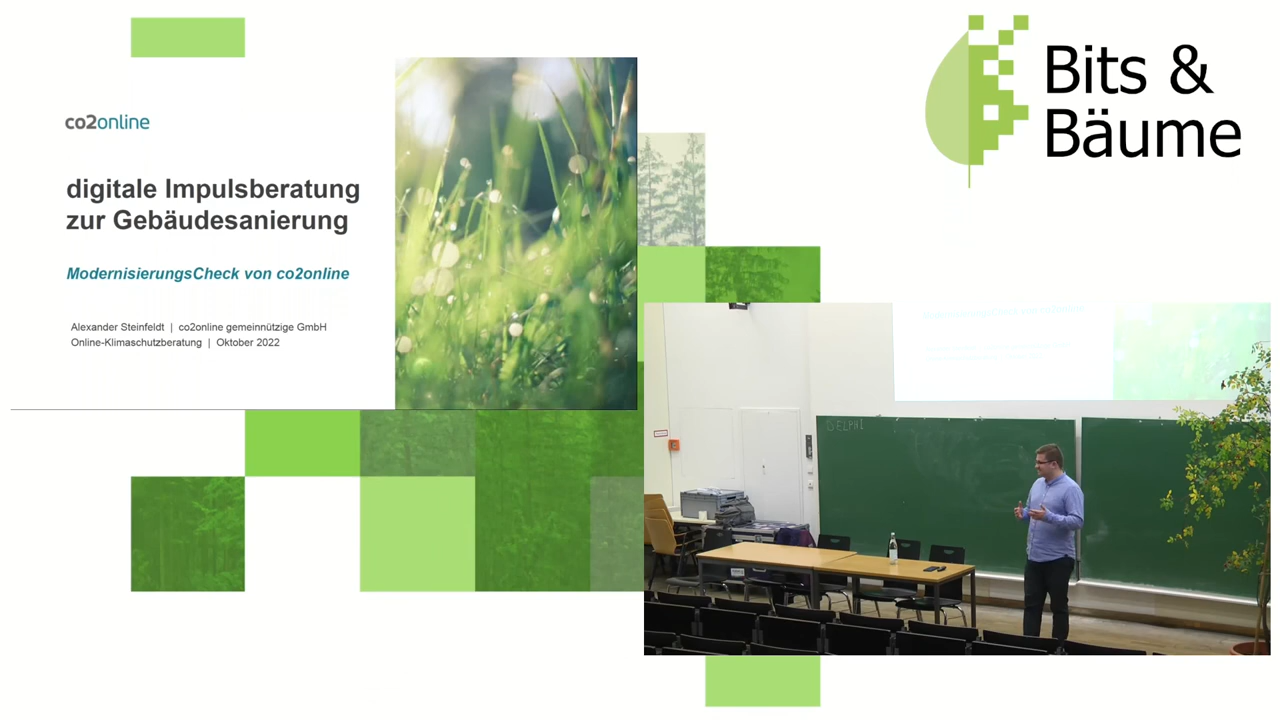 co2online
digitale Impulsberatung
zur Gebäudesanierung
ModernisierungsCheck von co2online
Alexander Steinfeldt | co2online gemeinnützige GmbH
Online-Klimaschutzberatung | Oktober 2022
Bits &
Bäume
DELPHI